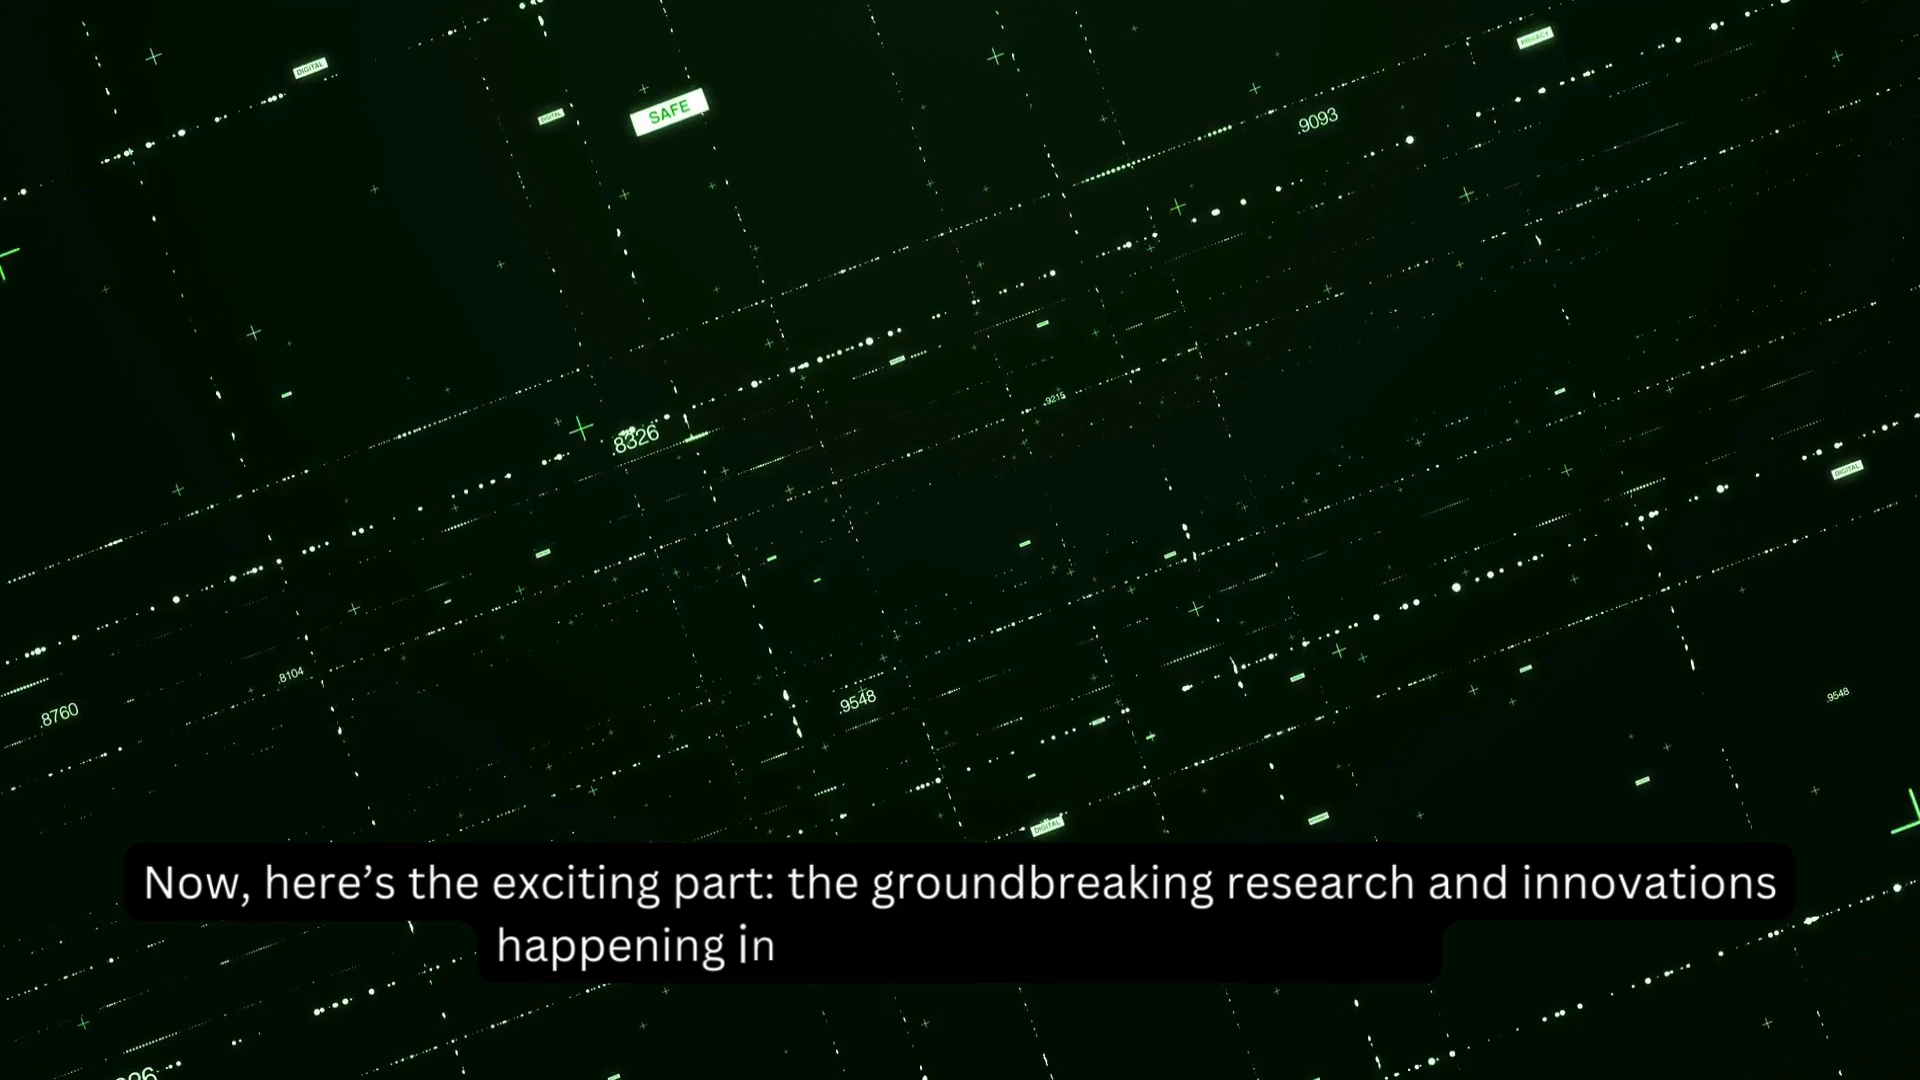 PRIVACY
DIGITAL
SAFE
DIGITAL
.9093
.9215
.8326
DIGITAL
.8104
.9548
.9548
.8760
DIGITAL
Now, here’s the exciting part: the groundbreaking research and innovations
happening in